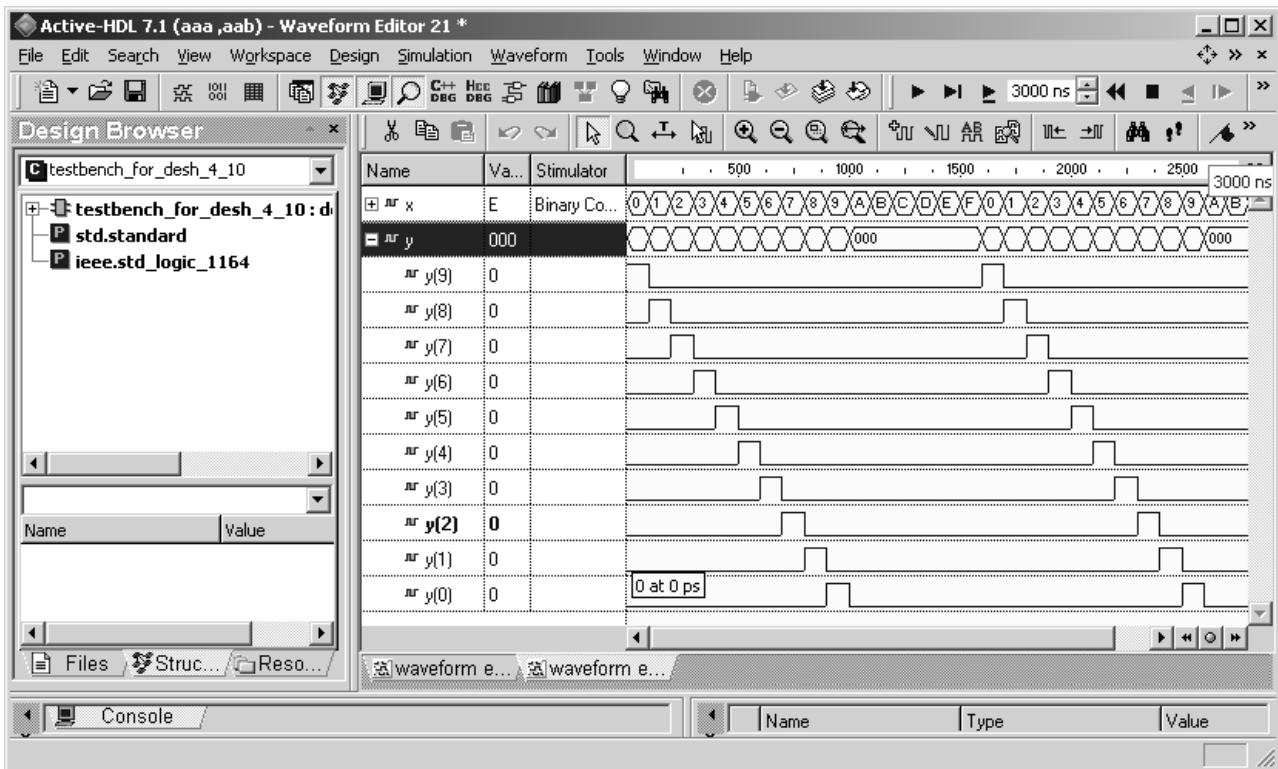 Active-HDL 7.1 (aaa ,aab) - Waveform Editor 21 *
File Edit Search View Workspace Design Simulation Waveform Tools Window Help
C++ DBG HCC DBG 3000 ns
Design Browser
C testbench_for_desh_4_10
testbench_for_desh_4_10 : d
P std.standard
P ieee.std_logic_1164
Name Value
Files Struc... Reso...
Name Va... Stimulator 500 1000 1500 2000 2500
3000 ns
x E Binary Co... 0 1 2 3 4 5 6 7 8 9 A B C D E F 0 1 2 3 4 5 6 7 8 9 A B
y 000 000 000
y(9) 0
y(8) 0
y(7) 0
y(6) 0
y(5) 0
y(4) 0
y(3) 0
y(2) 0
y(1) 0
y(0) 0 0 at 0 ps
waveform e... waveform e...
Console
Name Type Value